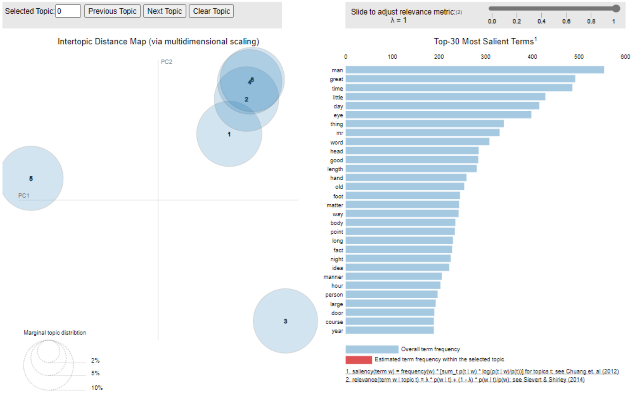 Selected Topic: 0 Previous Topic Next Topic Clear Topic
Slide to adjust relevance metric:(2)
λ = 1
0.0 0.2 0.4 0.6 0.8 1
Intertopic Distance Map (via multidimensional scaling)
PC2
PC1
2
1
5
3
Marginal topic distribtion
2%
5%
10%
Top-30 Most Salient Terms1
0 100 200 300 400 500 600
man
great
time
little
day
eye
thing
mr
word
head
good
length
hand
old
foot
matter
way
body
point
long
fact
night
idea
manner
hour
person
large
door
course
year
Overall term frequency
Estimated term frequency within the selected topic
1. saliency(term w) = frequency(w) * [sum_t p(t | w) * log(p(t | w)/p(t))] for topics t; see Chuang et. al (2012)
2. relevance(term w | topic t) = λ * p(w | t) + (1 - λ) * p(w | t)/p(w); see Sievert & Shirley (2014)